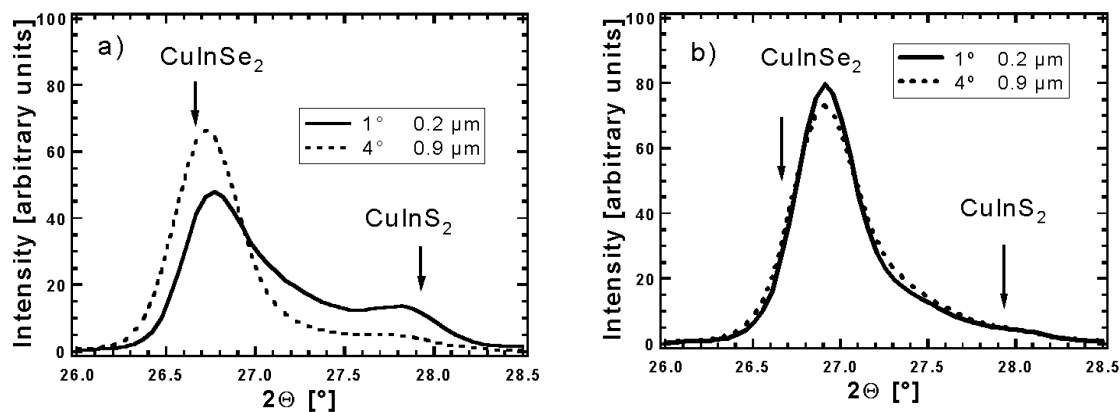 a)
CuInSe₂
1° 0.2 µm
4° 0.9 µm
CuInS₂
Intensity [arbitrary units]
100
80
60
40
20
0
26.0 26.5 27.0 27.5 28.0 28.5
2Θ [°]
b)
CuInSe₂
1º 0.2 µm
4º 0.9 µm
CuInS₂
Intensity [arbitrary units]
100
80
60
40
20
0
26.0 26.5 27.0 27.5 28.0 28.5
2Θ [º]